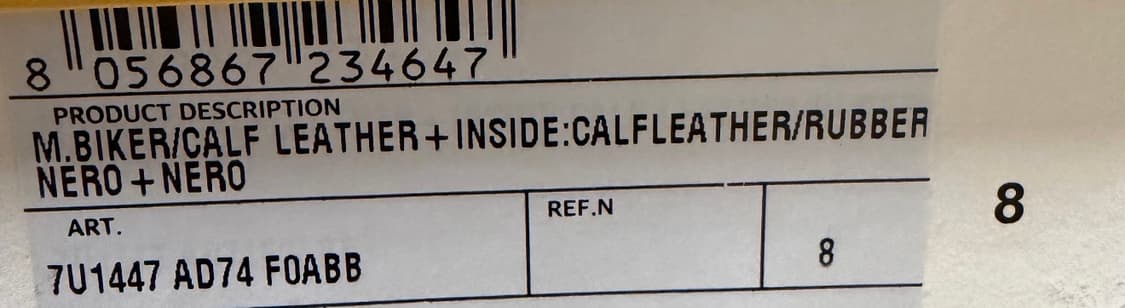 8 056867 234647
PRODUCT DESCRIPTION
M.BIKER/CALF LEATHER+INSIDE:CALFLEATHER/RUBBER
NERO+NERO
ART.
REF.N
7U1447 AD74 F0ABB
8
8